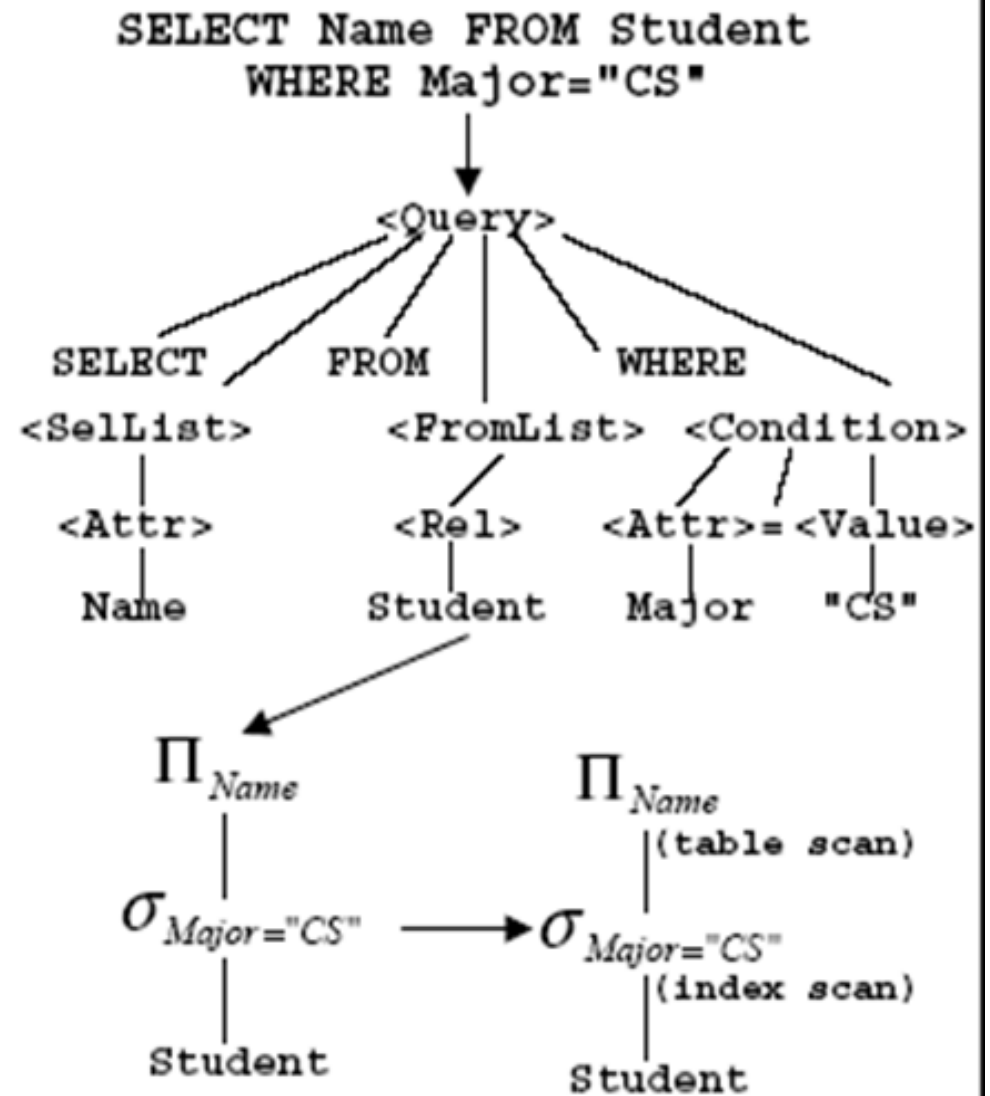 SELECT Name FROM Student
WHERE Major="CS"
<Query>
SELECT FROM WHERE
<SelList> <FromList> <Condition>
<Attr> <Rel> <Attr>=<Value>
Name Student Major "CS"
Π Name
Π Name
(table scan)
σ Major="CS"
σ Major="CS"
(index scan)
Student
Student